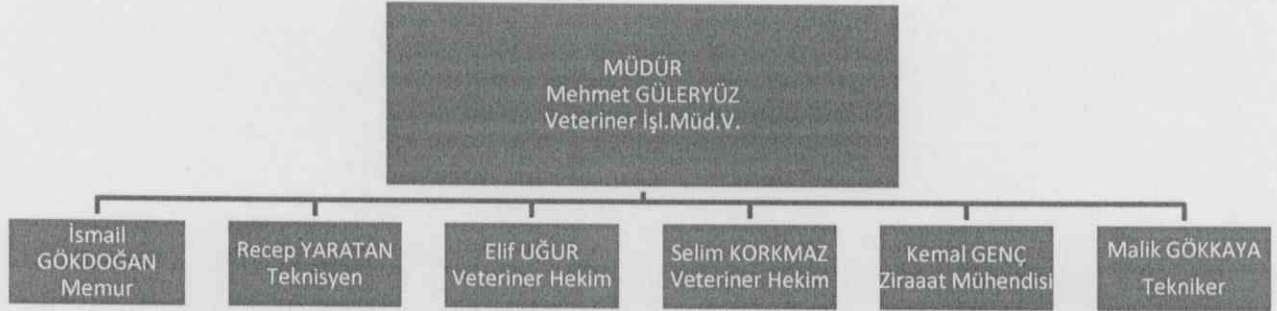 MÜDÜR
Mehmet GÜLERYÜZ
Veteriner İşl.Müd.V.
İsmail
GÖKDOĞAN
Memur
Recep YARATAN
Teknisyen
Elif UĞUR
Veteriner Hekim
Selim KORKMAZ
Veteriner Hekim
Kemal GENÇ
Ziraaat Mühendisi
Malik GÖKKAYA
Tekniker